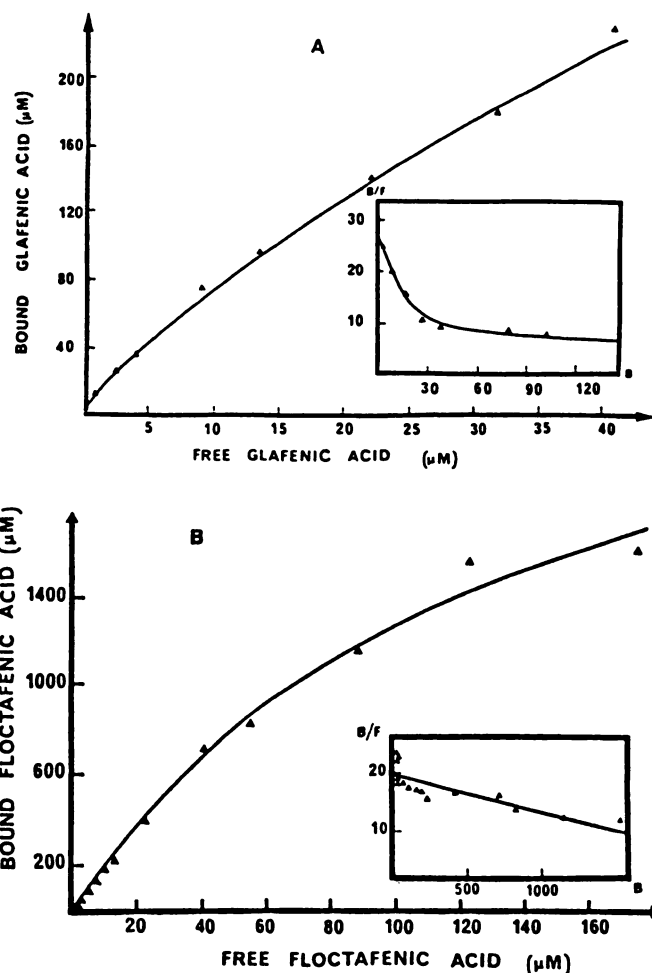 A
BOUND GLAFENIC ACID (μM)
200
160
120
80
40
5 10 15 20 25 30 35 40
FREE GLAFENIC ACID (μM)
B/F
30
20
10
30 60 90 120
B
B
BOUND FLOCTAFENIC ACID (μM)
1400
1000
600
200
20 40 60 80 100 120 140 160
FREE FLOCTAFENIC ACID (μM)
B/F
20
10
500 1000
B